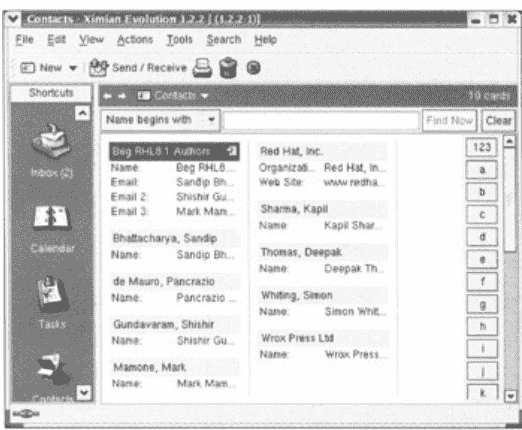 Contacts - Ximian Evolution 1.2.2 [ (1.2.2-1)]
File Edit View Actions Tools Search Help
New Send / Receive
Shortcuts
Contacts 10 cards
Name begins with Find Now Clear
Inbox (2)
Calendar
Tasks
Contacts
Beg RHL8.1 Authors
Name: Beg RHL8...
Email: Sandip Bh...
Email 2: Shishir Gu...
Email 3: Mark Mam...
Bhattacharya, Sandip
Name: Sandip Bh...
de Mauro, Pancrazio
Name: Pancrazio ...
Gundavaram, Shishir
Name: Shishir Gu...
Mamone, Mark
Name: Mark Mam...
Red Hat, Inc.
Organizati... Red Hat, In...
Web Site: www.redha...
Sharma, Kapil
Name: Kapil Shar...
Thomas, Deepak
Name: Deepak Th...
Whiting, Simon
Name: Simon Whit...
Wrox Press Ltd
Name: Wrox Press...
123
a
b
c
d
e
f
g
h
i
j
k